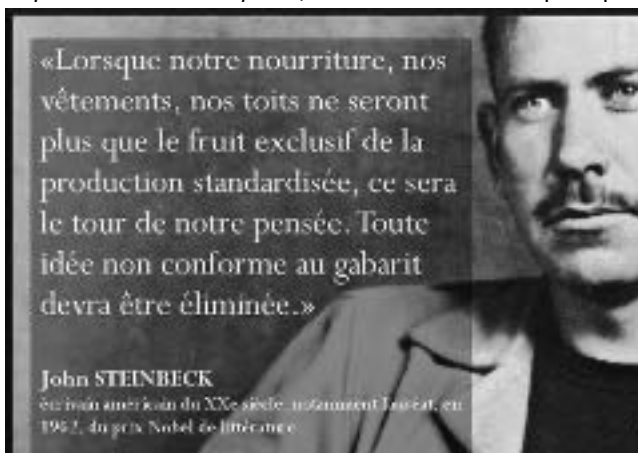 «Lorsque notre nourriture, nos
vêtements, nos toits ne seront
plus que le fruit exclusif de la
production standardisée, ce sera
le tour de notre pensée. Toute
idée non conforme au gabarit
devra être éliminée.»
John STEINBECK
écrivain américain du XXe siècle, notamment lauréat, en
1962, du prix Nobel de littérature